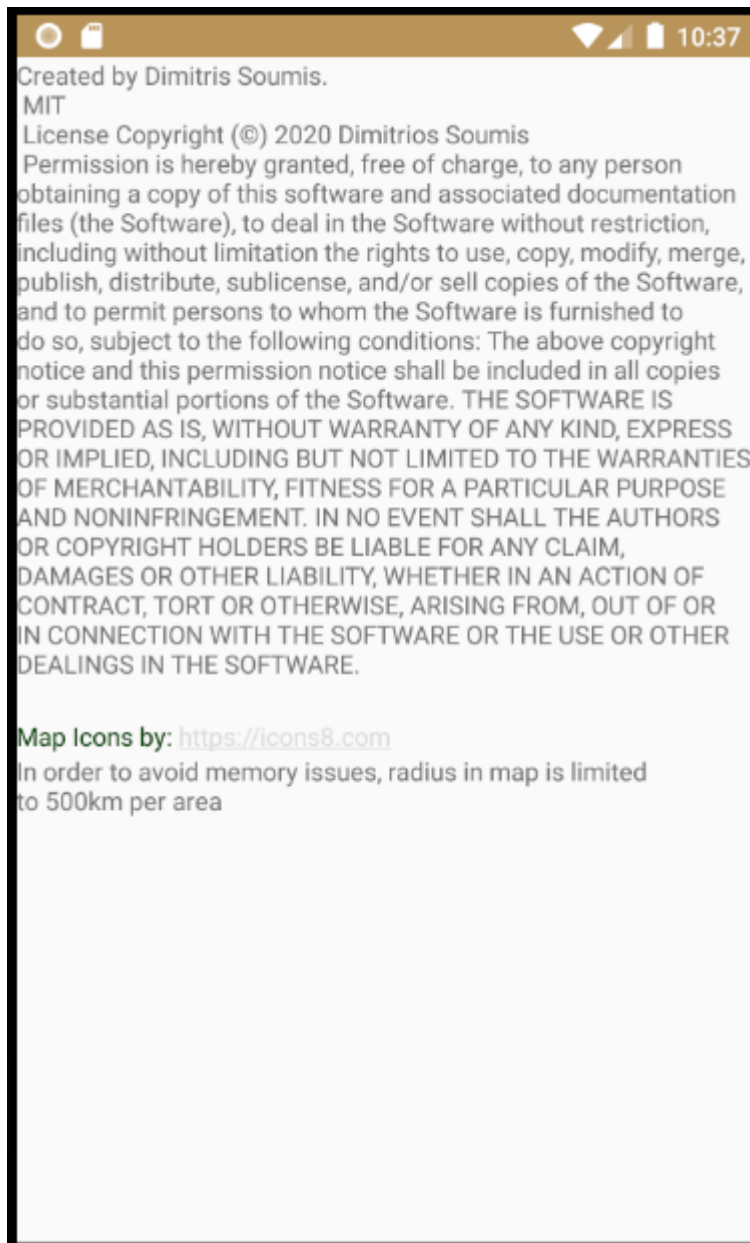 10:37
Created by Dimitris Soumis.
MIT
License Copyright (©) 2020 Dimitrios Soumis
Permission is hereby granted, free of charge, to any person
obtaining a copy of this software and associated documentation
files (the Software), to deal in the Software without restriction,
including without limitation the rights to use, copy, modify, merge,
publish, distribute, sublicense, and/or sell copies of the Software,
and to permit persons to whom the Software is furnished to
do so, subject to the following conditions: The above copyright
notice and this permission notice shall be included in all copies
or substantial portions of the Software. THE SOFTWARE IS
PROVIDED AS IS, WITHOUT WARRANTY OF ANY KIND, EXPRESS
OR IMPLIED, INCLUDING BUT NOT LIMITED TO THE WARRANTIES
OF MERCHANTABILITY, FITNESS FOR A PARTICULAR PURPOSE
AND NONINFRINGEMENT. IN NO EVENT SHALL THE AUTHORS
OR COPYRIGHT HOLDERS BE LIABLE FOR ANY CLAIM,
DAMAGES OR OTHER LIABILITY, WHETHER IN AN ACTION OF
CONTRACT, TORT OR OTHERWISE, ARISING FROM, OUT OF OR
IN CONNECTION WITH THE SOFTWARE OR THE USE OR OTHER
DEALINGS IN THE SOFTWARE.
Map Icons by: https://icons8.com
In order to avoid memory issues, radius in map is limited
to 500km per area